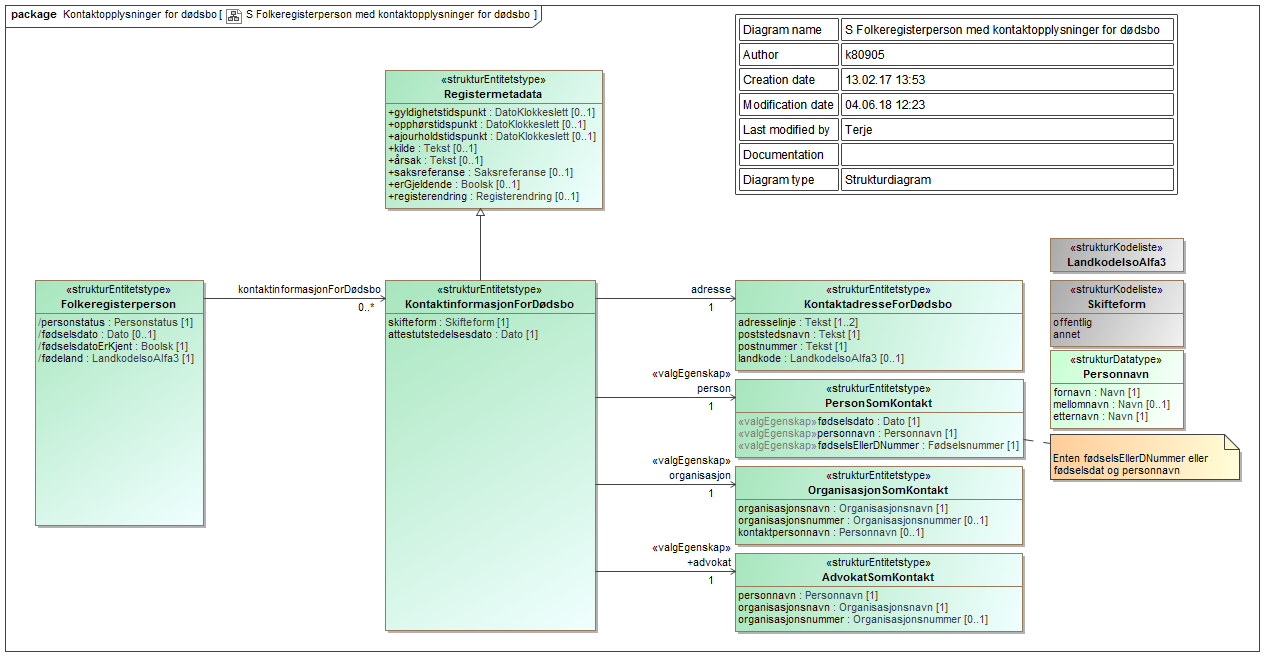 package Kontaktopplysninger for dødsbo [ S Folkeregisterperson med kontaktopplysninger for dødsbo ]
Diagram name S Folkeregisterperson med kontaktopplysninger for dødsbo
Author k80905
Creation date 13.02.17 13:53
Modification date 04.06.18 12:23
Last modified by Terje
Documentation
Diagram type Strukturdiagram
«strukturEntitetstype»
Registermetadata
+gyldighetstidspunkt : DatoKlokkeslett [0..1]
+opphørstidspunkt : DatoKlokkeslett [0..1]
+ajourholdstidspunkt : DatoKlokkeslett [0..1]
+kilde : Tekst [0..1]
+årsak : Tekst [0..1]
+saksreferanse : Saksreferanse [0..1]
+erGjeldende : Boolsk [0..1]
+registerendring : Registerendring [0..1]
«strukturEntitetstype»
Folkeregisterperson
/personstatus : Personstatus [1]
/fødselsdato : Dato [0..1]
/fødselsdatoErKjent : Boolsk [1]
/fødeland : LandkodeIsoAlfa3 [1]
kontaktinformasjonForDødsbo
0..*
«strukturEntitetstype»
KontaktinformasjonForDødsbo
skifteform : Skifteform [1]
attestutstedelsesdato : Dato [1]
adresse
1
«strukturEntitetstype»
KontaktadresseForDødsbo
adresselinje : Tekst [1..2]
poststedsnavn : Tekst [1]
postnummer : Tekst [1]
landkode : LandkodeIsoAlfa3 [0..1]
«valgEgenskap»
person
1
«strukturEntitetstype»
PersonSomKontakt
«valgEgenskap»fødselsdato : Dato [1]
«valgEgenskap»personnavn : Personnavn [1]
«valgEgenskap»fødselsEllerDNummer : Fødselsnummer [1]
«valgEgenskap»
organisasjon
1
«strukturEntitetstype»
OrganisasjonSomKontakt
organisasjonsnavn : Organisasjonsnavn [1]
organisasjonsnummer : Organisasjonsnummer [0..1]
kontaktpersonnavn : Personnavn [0..1]
«valgEgenskap»
+advokat
1
«strukturEntitetstype»
AdvokatSomKontakt
personnavn : Personnavn [1]
organisasjonsnavn : Organisasjonsnavn [1]
organisasjonsnummer : Organisasjonsnummer [0..1]
«strukturKodeliste»
LandkodeIsoAlfa3
«strukturKodeliste»
Skifteform
offentlig
annet
«strukturDatatype»
Personnavn
fornavn : Navn [1]
mellomnavn : Navn [0..1]
etternavn : Navn [1]
Enten fødselsEllerDNummer eller
fødselsdat og personnavn